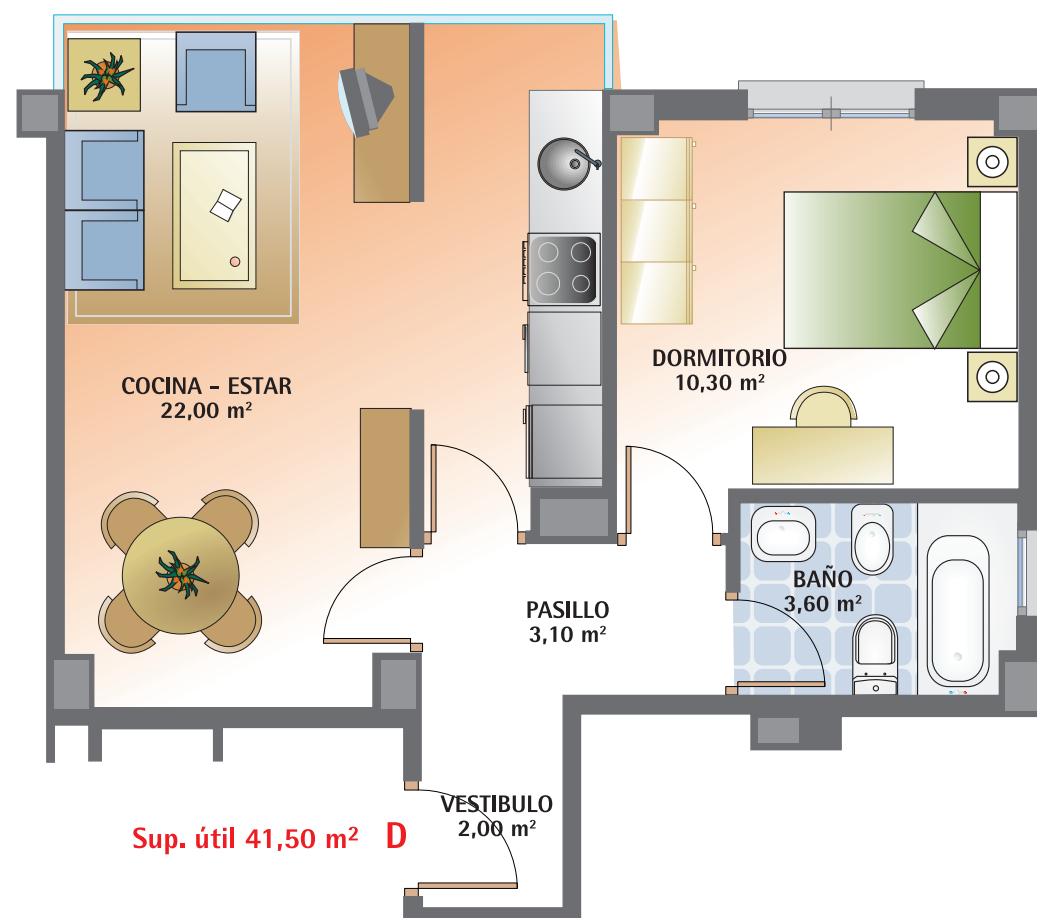 COCINA - ESTAR
22,00 m²
DORMITORIO
10,30 m²
BAÑO
3,60 m²
PASILLO
3,10 m²
VESTIBULO
2,00 m²
Sup. útil 41,50 m² D